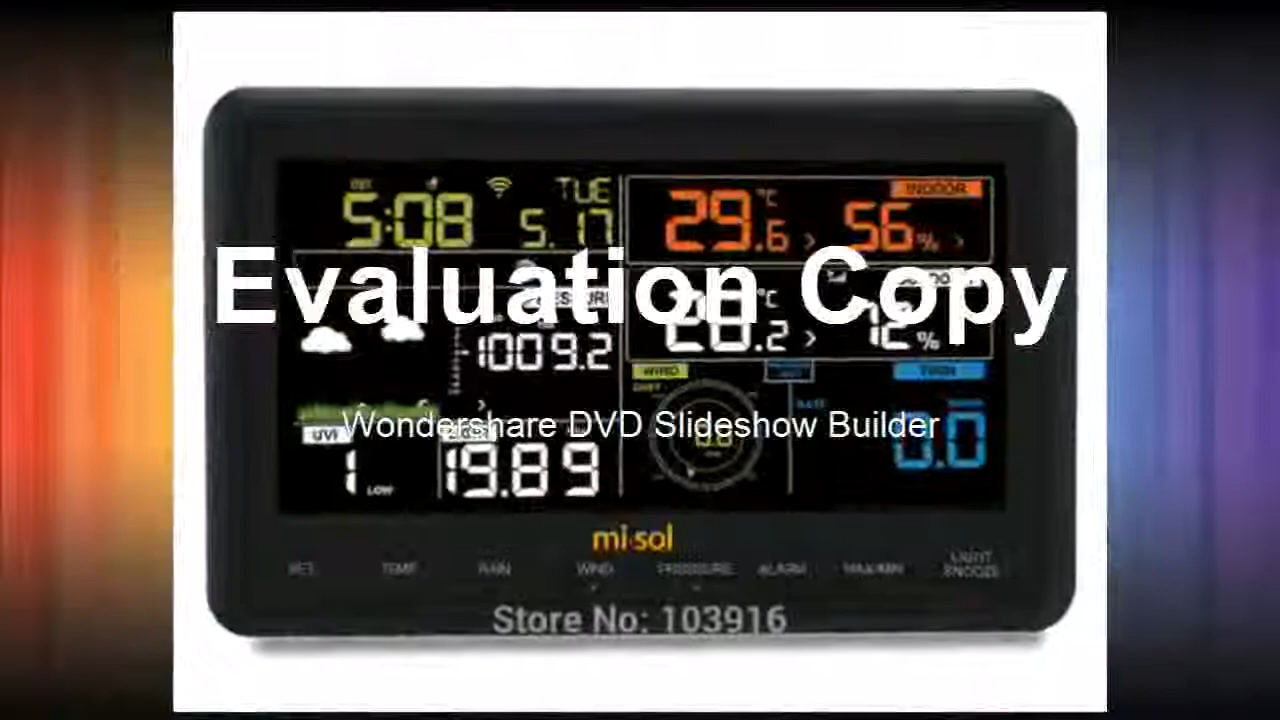 TUE
5:08
5.17
INDOOR
29.6 °C
56 %
Evaluation Copy
28.2 °C
12 %
1009.2
WIND
Wondershare DVD Slideshow Builder
UVI
0.0
1 LOW
19.89
mi·sol
SET TEMP RAIN WIND PRESSURE ALARM MAX/MIN LIGHT
SNOOZE
Store No: 103916